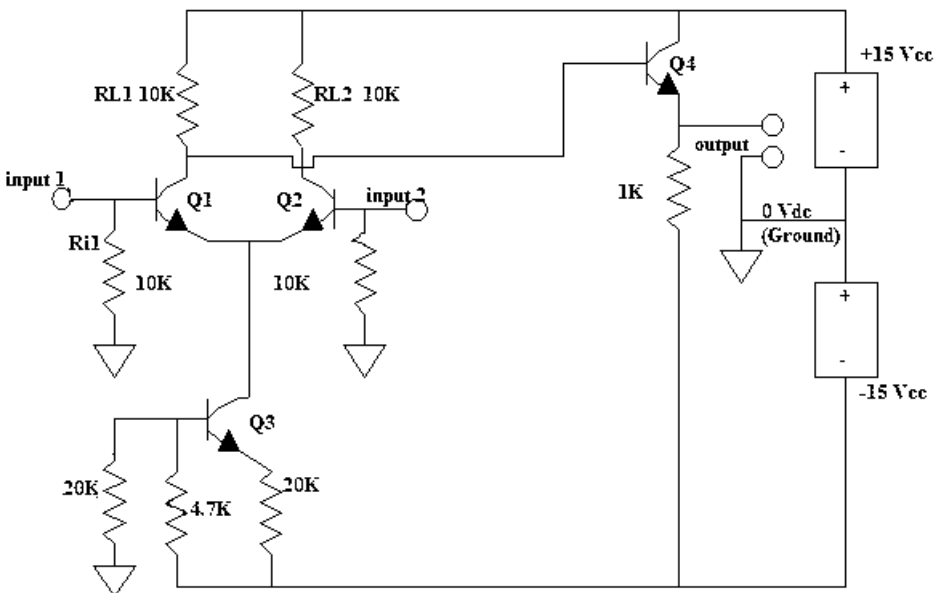 Q4
+15 Vcc
+
-
RL1 10K
RL2 10K
output
input 1
Q1
Q2
input 2
1K
0 Vdc
(Ground)
Ri1
10K
10K
+
-
-15 Vcc
Q3
20K
4.7K
20K